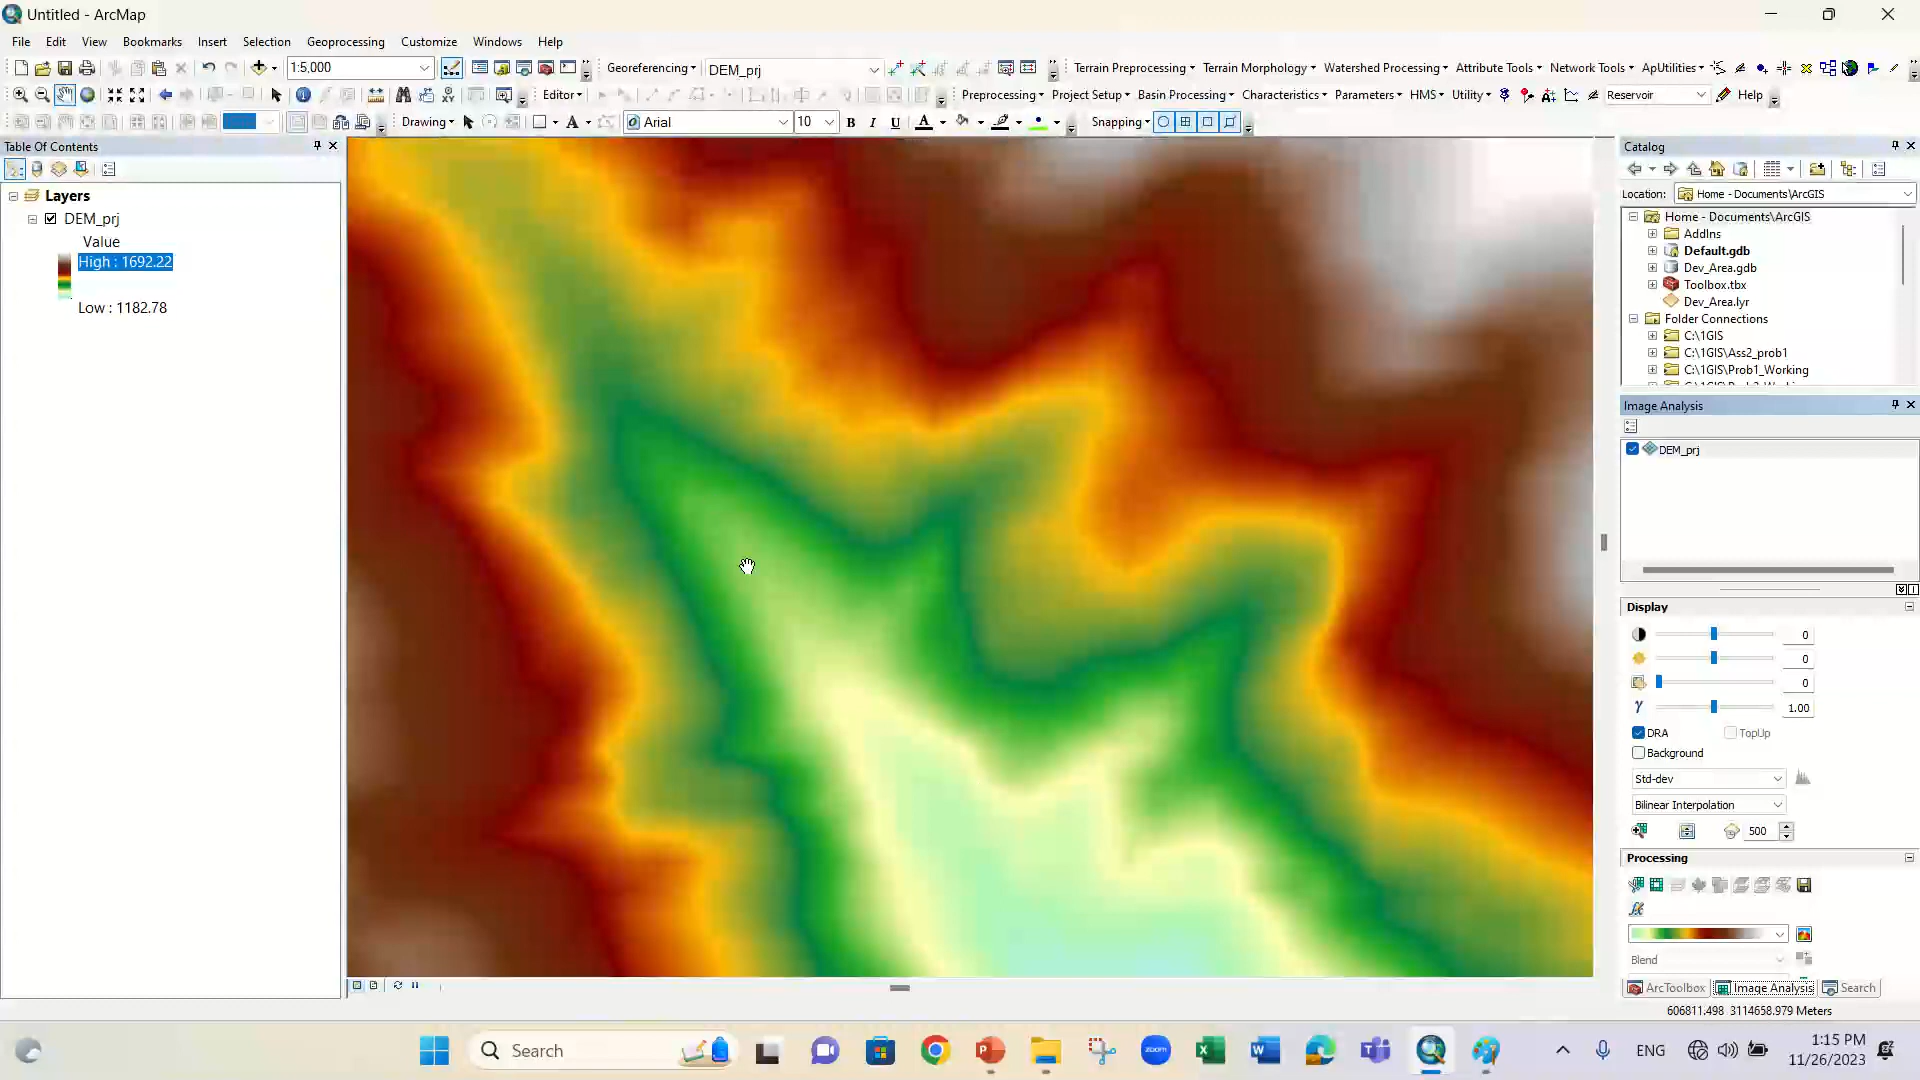 Untitled - ArcMap
File Edit View Bookmarks Insert Selection Geoprocessing Customize Windows Help
1:5,000 Georeferencing DEM_prj Terrain Preprocessing Terrain Morphology Watershed Processing Attribute Tools Network Tools ApUtilities
Editor Preprocessing Project Setup Basin Processing Characteristics Parameters HMS Utility Reservoir Help
Drawing A Arial 10 B I U A Snapping
Table Of Contents
Layers
DEM_prj
Value
High : 1692.22
Low : 1182.78
Catalog
Location: Home - Documents\ArcGIS
Home - Documents\ArcGIS
AddIns
Default.gdb
Dev_Area.gdb
Toolbox.tbx
Dev_Area.lyr
Folder Connections
C:\1GIS
C:\1GIS\Ass2_prob1
C:\1GIS\Prob1_Working
Image Analysis
DEM_prj
Display
0
0
0
γ 1.00
DRA TopUp
Background
Std-dev
Bilinear Interpolation
500
Processing
Blend
ArcToolbox Image Analysis Search
606811.498 3114658.979 Meters
Search zoom ENG 1:15 PM
11/26/2023